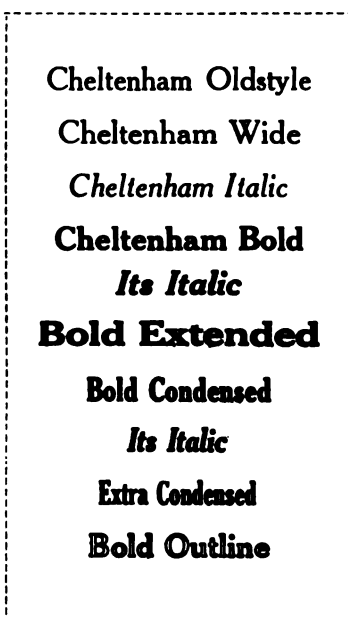 Cheltenham Oldstyle
Cheltenham Wide
Cheltenham Italic
Cheltenham Bold
Its Italic
Bold Extended
Bold Condensed
Its Italic
Extra Condensed
Bold Outline